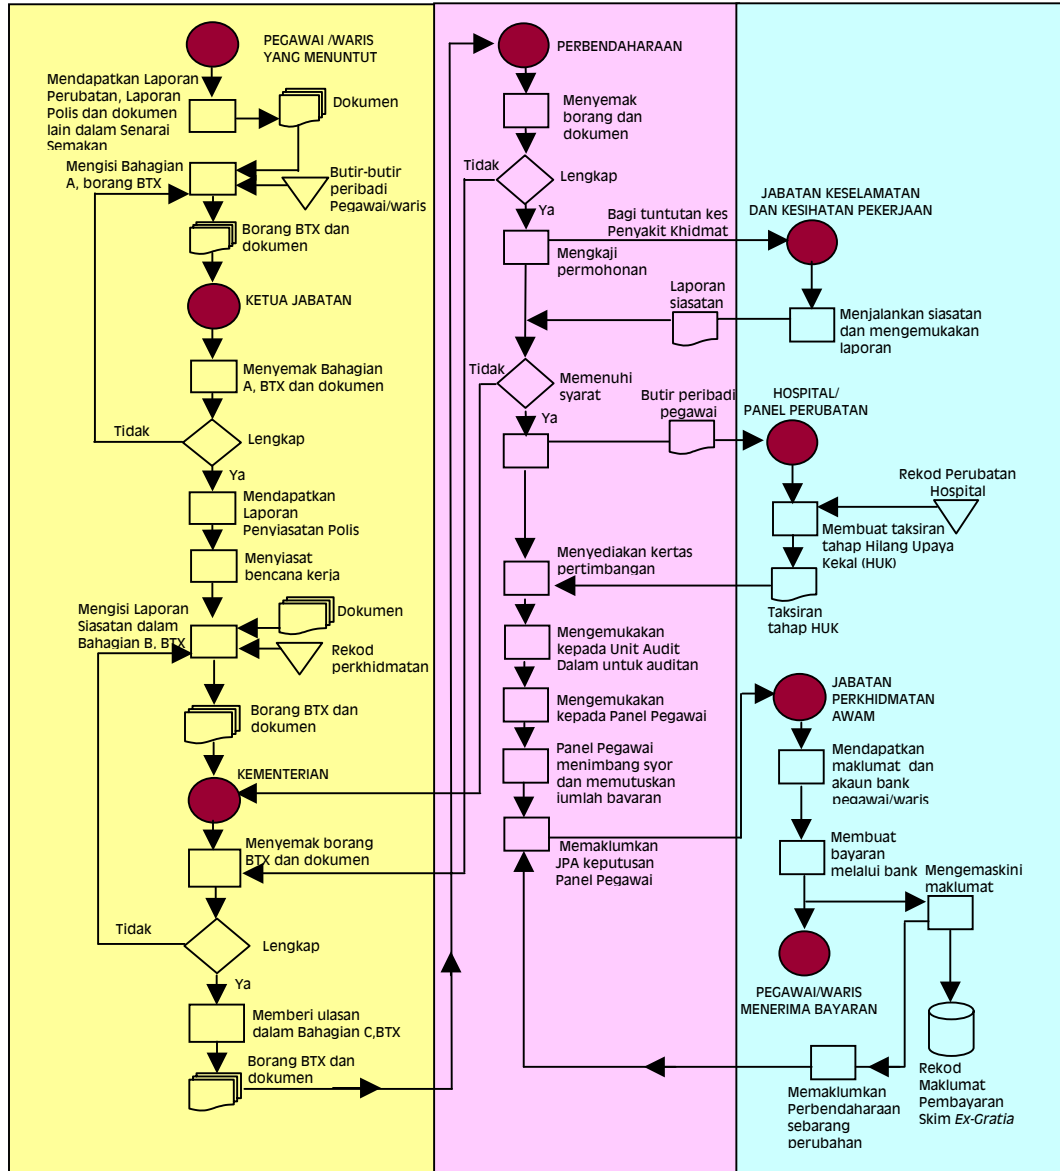 PEGAWAI /WARIS
YANG MENUNTUT
Mendapatkan Laporan
Perubatan, Laporan
Polis dan dokumen
lain dalam Senarai
Semakan
Dokumen
Mengisi Bahagian
A, borang BTX
Butir-butir
peribadi
Pegawai/waris
Borang BTX dan
dokumen
KETUA JABATAN
Menyemak Bahagian
A, BTX dan dokumen
Tidak
Lengkap
Ya
Mendapatkan
Laporan
Penyiasatan Polis
Menyiasat
bencana kerja
Mengisi Laporan
Siasatan dalam
Bahagian B, BTX
Dokumen
Rekod
perkhidmatan
Borang BTX dan
dokumen
KEMENTERIAN
Menyemak borang
BTX dan dokumen
Tidak
Lengkap
Ya
Memberi ulasan
dalam Bahagian C,BTX
Borang BTX dan
dokumen
PERBENDAHARAAN
Menyemak
borang dan
dokumen
Tidak
Lengkap
Ya
Bagi tuntutan kes
Penyakit Khidmat
Mengkaji
permohonan
Laporan
siasatan
Tidak
Memenuhi
syarat
Ya
Butir peribadi
pegawai
Menyediakan kertas
pertimbangan
Mengemukakan
kepada Unit Audit
Dalam untuk auditan
Mengemukakan
kepada Panel Pegawai
Panel Pegawai
menimbang syor
dan memutuskan
jumlah bayaran
Memaklumkan
JPA keputusan
Panel Pegawai
JABATAN KESELAMATAN
DAN KESIHATAN PEKERJAAN
Menjalankan siasatan
dan mengemukakan
laporan
HOSPITAL/
PANEL PERUBATAN
Rekod Perubatan
Hospital
Membuat taksiran
tahap Hilang Upaya
Kekal (HUK)
Taksiran
tahap HUK
JABATAN
PERKHIDMATAN
AWAM
Mendapatkan
maklumat dan
akaun bank
pegawai/waris
Membuat
bayaran
melalui bank
Mengemaskini
maklumat
PEGAWAI/WARIS
MENERIMA BAYARAN
Memaklumkan
Perbendaharaan
sebarang
perubahan
Rekod
Maklumat
Pembayaran
Skim Ex-Gratia